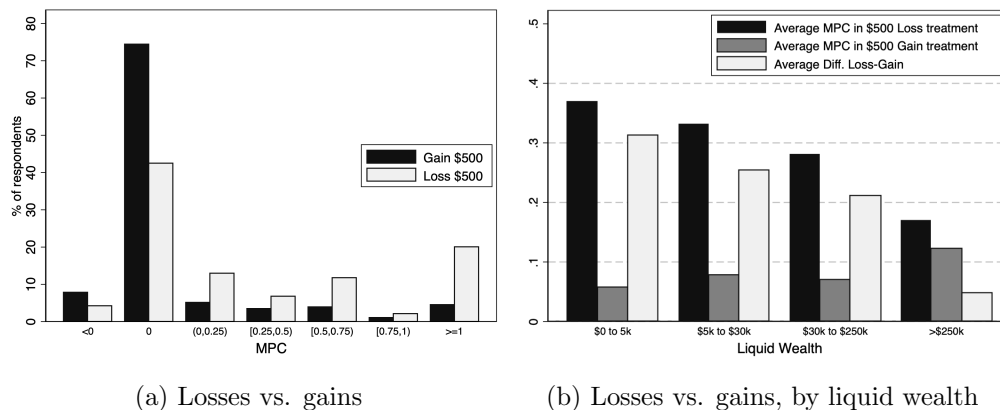 80
70
60
50
40
30
20
10
0
% of respondents
Gain $500
Loss $500
<0
0
(0,0.25)
[0.25,0.5)
[0.5,0.75)
[0.75,1)
>=1
MPC
(a) Losses vs. gains
.5
.4
.3
.2
.1
0
Average MPC in $500 Loss treatment
Average MPC in $500 Gain treatment
Average Diff. Loss-Gain
$0 to 5k
$5k to $30k
$30k to $250k
>$250k
Liquid Wealth
(b) Losses vs. gains, by liquid wealth